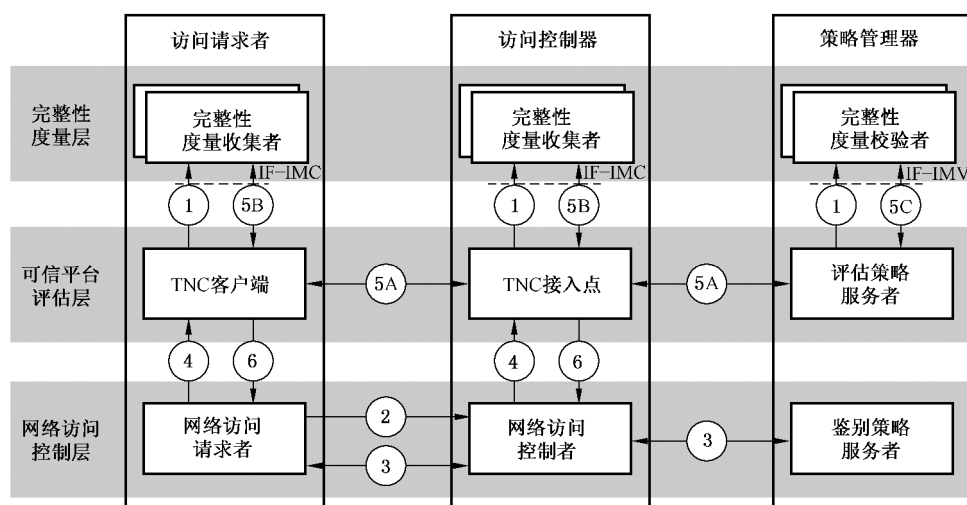 访问请求者
访问控制器
策略管理器
完整性
度量层
完整性
度量收集者
完整性
度量收集者
完整性
度量校验者
IF-IMC
IF-IMC
IF-IMV
1
5B
1
5B
1
5C
可信平台
评估层
TNC客户端
5A
TNC接入点
5A
评估策略
服务者
4
6
4
6
网络访问
控制层
网络访问
请求者
2
3
网络访问
控制者
3
鉴别策略
服务者